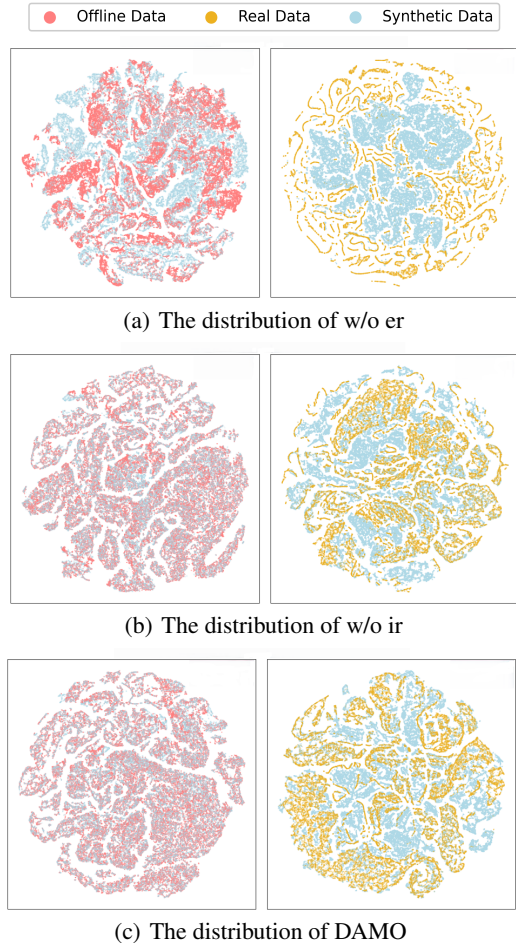 Offline Data Real Data Synthetic Data
(a) The distribution of w/o er
(b) The distribution of w/o ir
(c) The distribution of DAMO